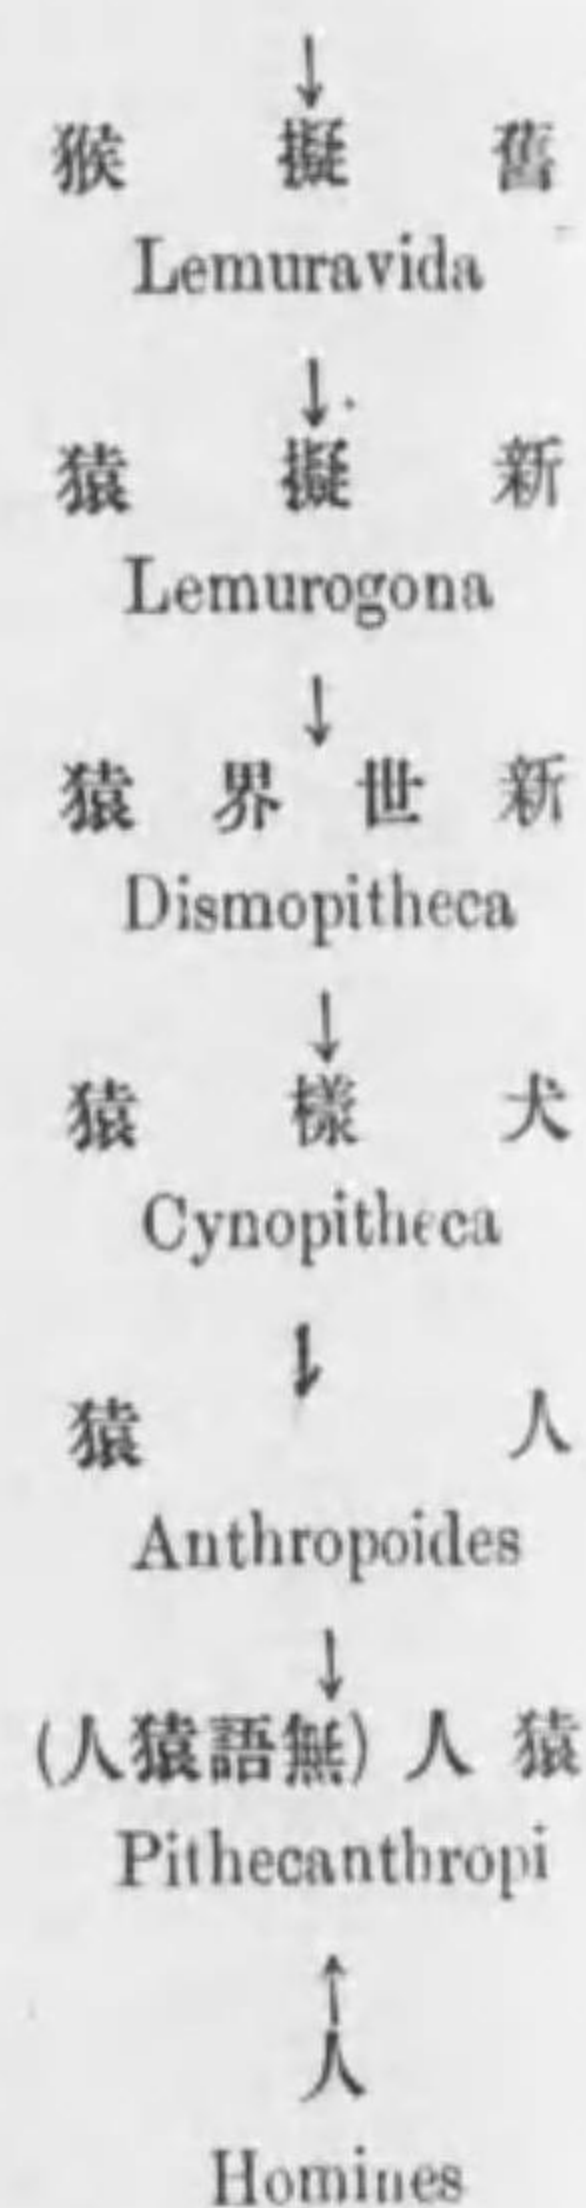 ↓
舊擬猴
Lemuravida
↓
新擬猿
Lemurogona
↓
新世界猿
Dismopitheca
↓
犬樣猿
Cynopitheca
↓
人猿
Anthropoides
↓
猿人(無語猿人)
Pithecanthropi
↑
人
Homines